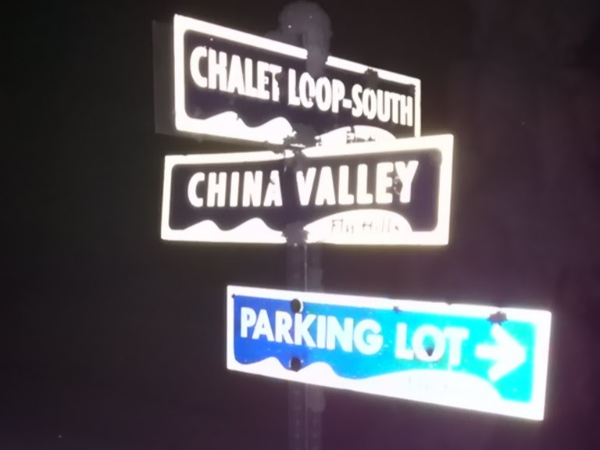 CHALET LOOP-SOUTH
CHINA VALLEY
PARKING LOT →